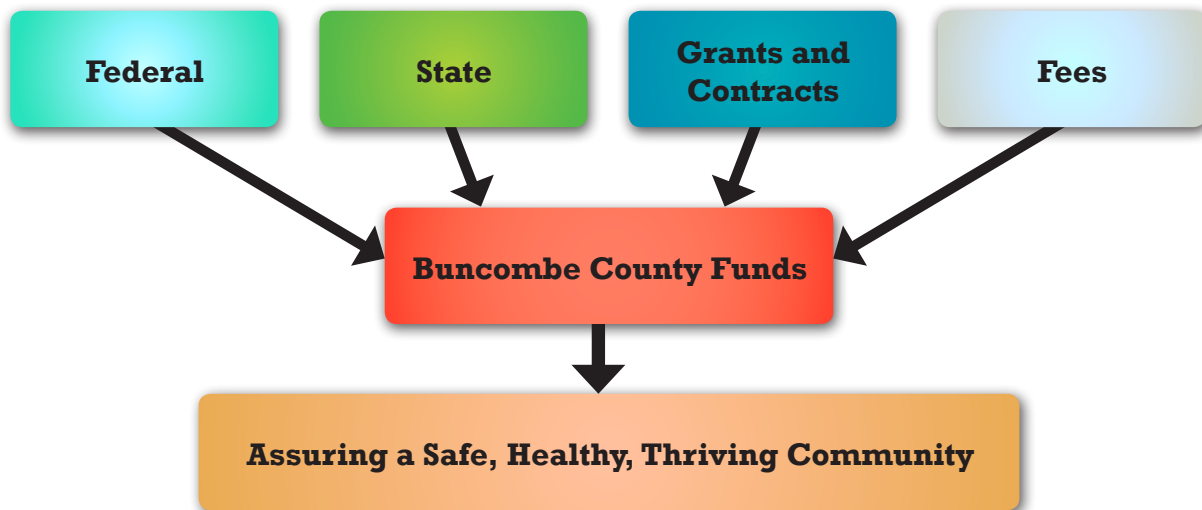 Federal
State
Grants and
Contracts
Fees
Buncombe County Funds
Assuring a Safe, Healthy, Thriving Community